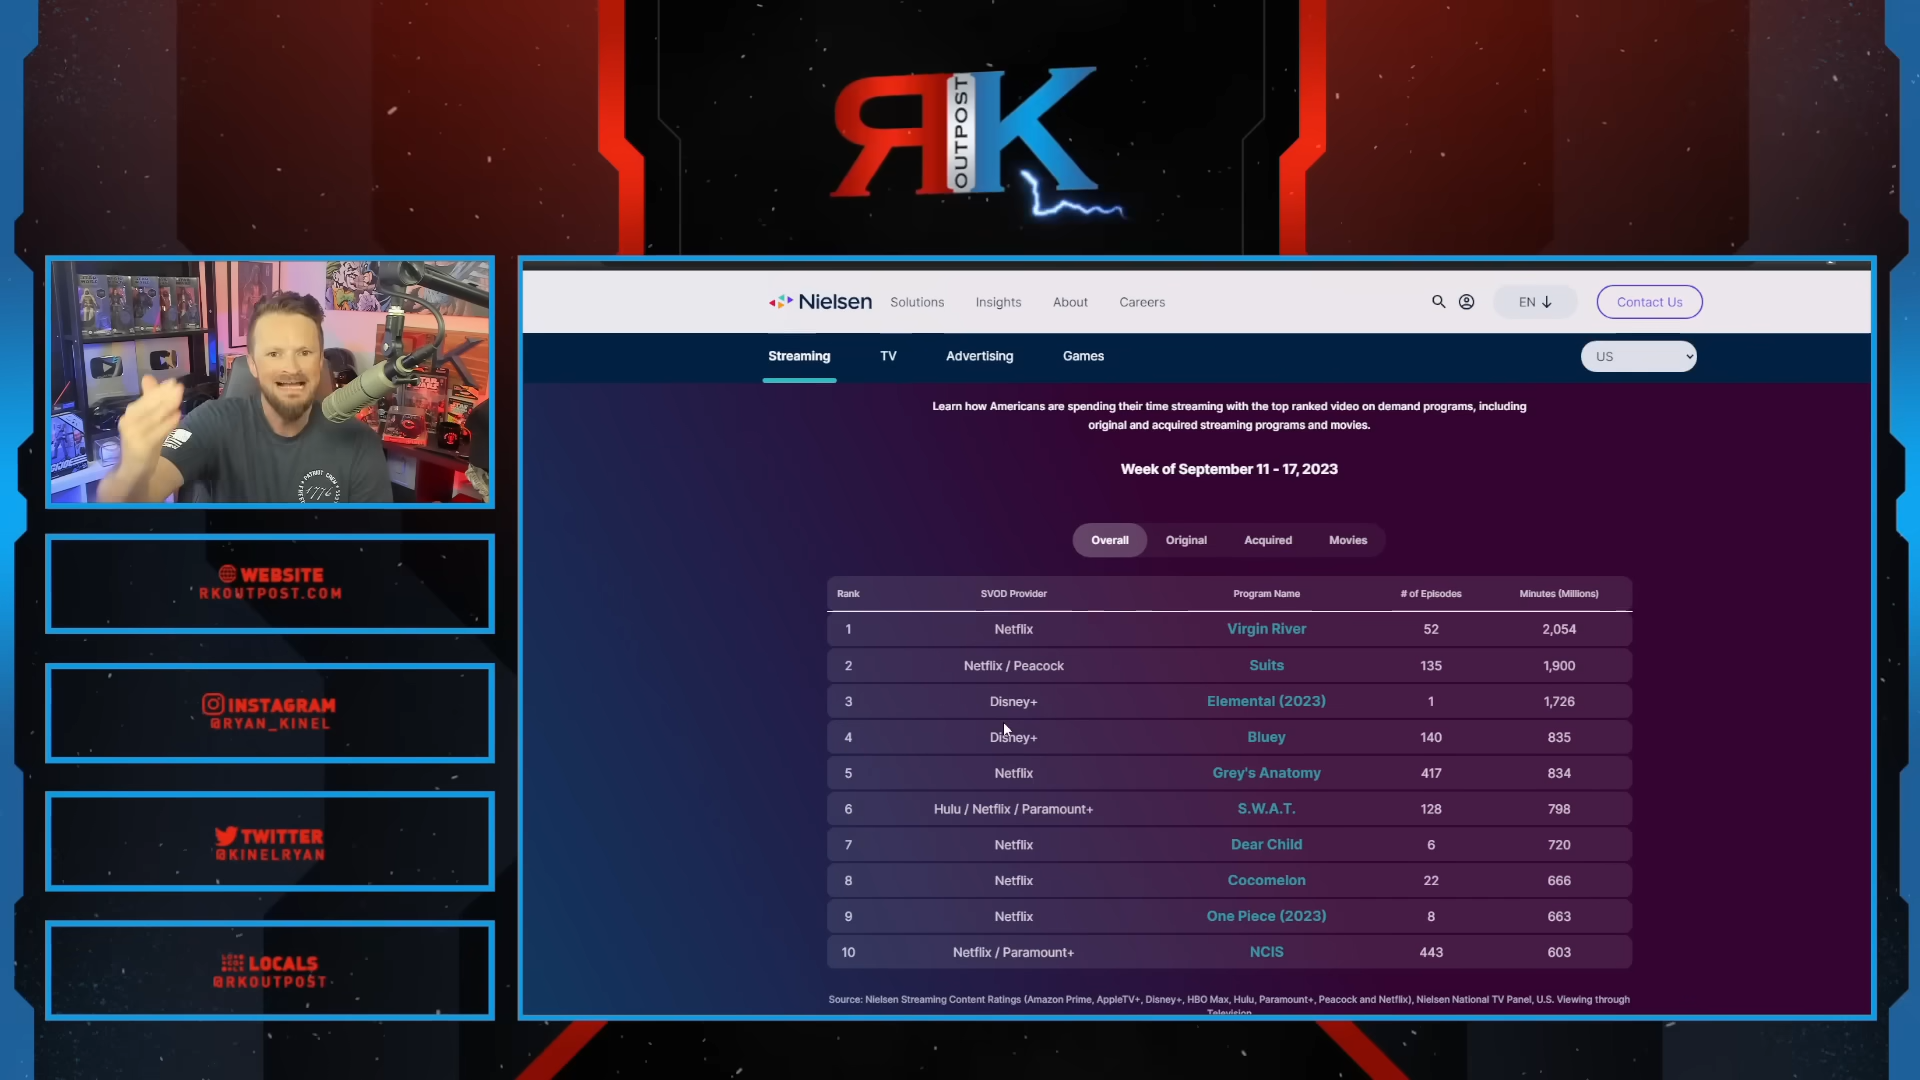 RK
OUTPOST
Nielsen Solutions Insights About Careers EN Contact Us
Streaming TV Advertising Games US
Learn how Americans are spending their time streaming with the top ranked video on demand programs, including
original and acquired streaming programs and movies.
Week of September 11 - 17, 2023
Overall Original Acquired Movies
Rank SVOD Provider Program Name # of Episodes Minutes (Millions)
1 Netflix Virgin River 52 2,054
2 Netflix / Peacock Suits 135 1,900
3 Disney+ Elemental (2023) 1 1,726
4 Disney+ Bluey 140 835
5 Netflix Grey's Anatomy 417 834
6 Hulu / Netflix / Paramount+ S.W.A.T. 128 798
7 Netflix Dear Child 6 720
8 Netflix Cocomelon 22 666
9 Netflix One Piece (2023) 8 663
10 Netflix / Paramount+ NCIS 443 603
Source: Nielsen Streaming Content Ratings (Amazon Prime, AppleTV+, Disney+, HBO Max, Hulu, Paramount+, Peacock and Netflix), Nielsen National TV Panel, U.S. Viewing through
Television
PATRIOT CREW
1776
WEBSITE
RKOUTPOST.COM
INSTAGRAM
@RYAN_KINEL
TWITTER
@KINELRYAN
LOCALS
@RKOUTPOST